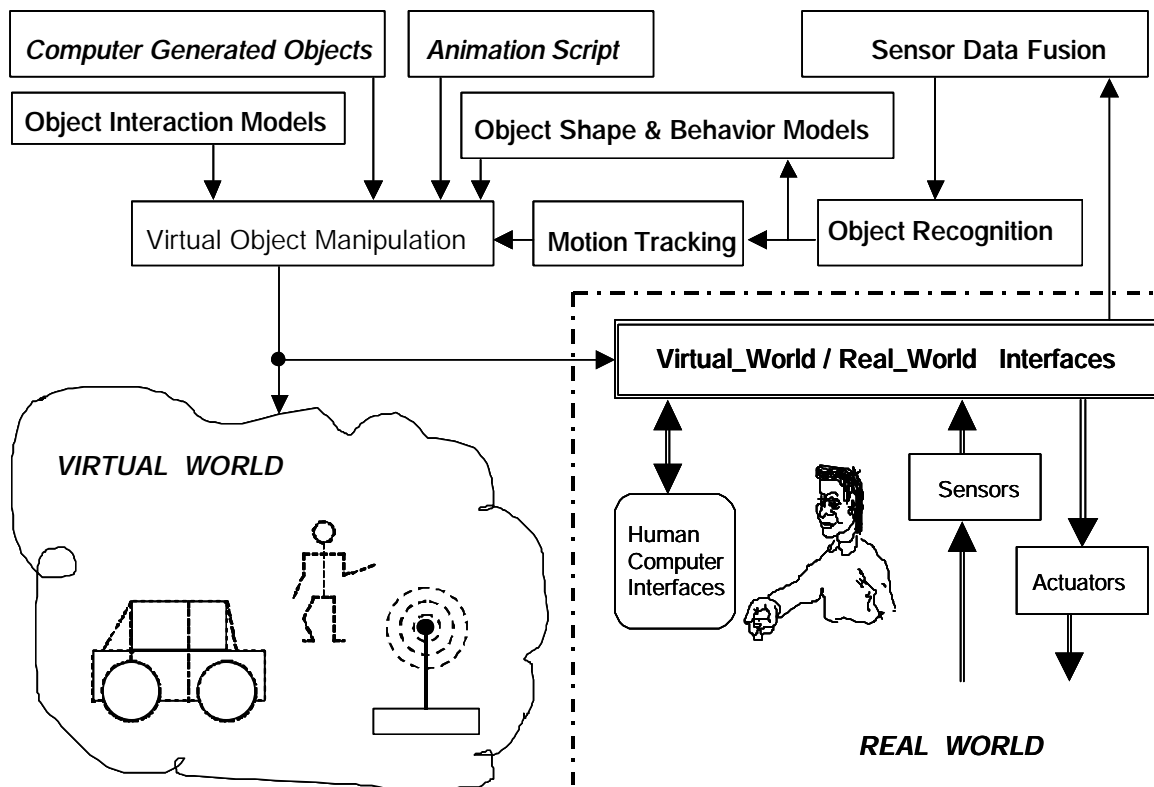 Computer Generated Objects
Animation Script
Sensor Data Fusion
Object Interaction Models
Object Shape & Behavior Models
Virtual Object Manipulation
Motion Tracking
Object Recognition
Virtual_World / Real_World Interfaces
VIRTUAL WORLD
Sensors
Human
Computer
Interfaces
Actuators
REAL WORLD